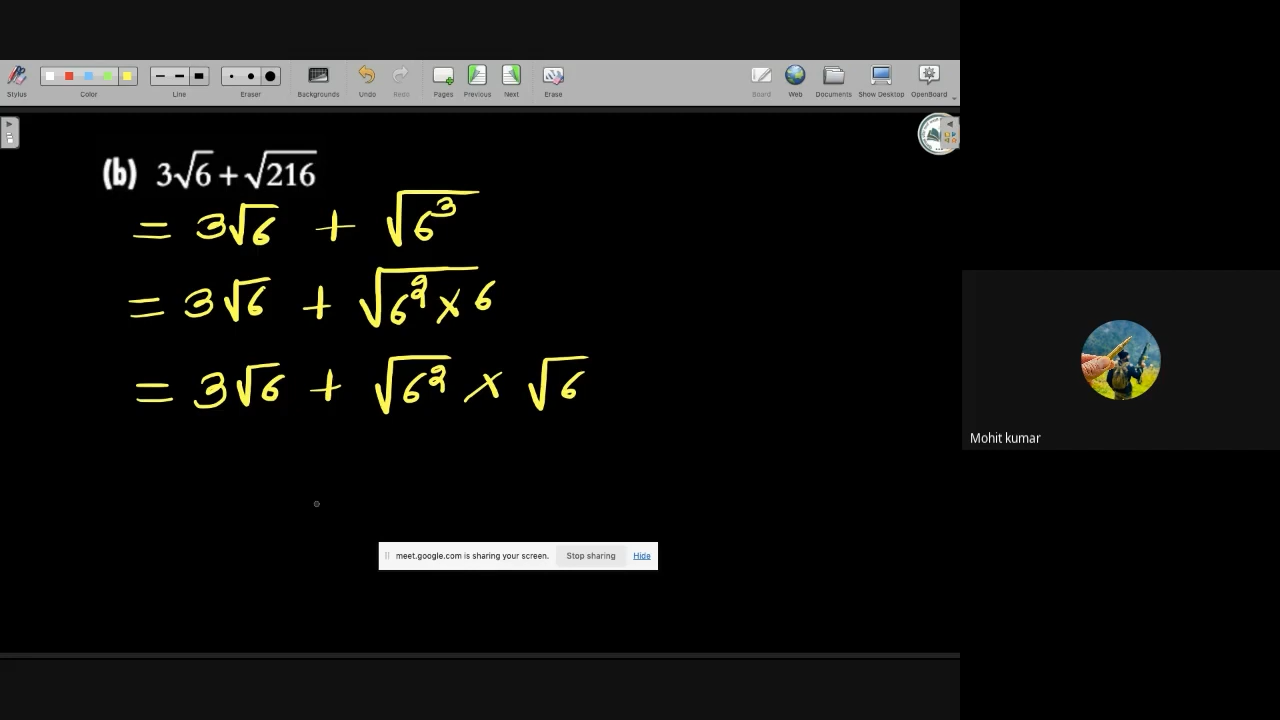 Stylus Color Line Eraser Backgrounds Undo Redo Pages Previous Next Erase Board Web Documents Show Desktop OpenBoard
(b) 3√6 + √216
= 3√6 + √6³
= 3√6 + √6² × 6
= 3√6 + √6² × √6
Mohit kumar
meet.google.com is sharing your screen. Stop sharing Hide